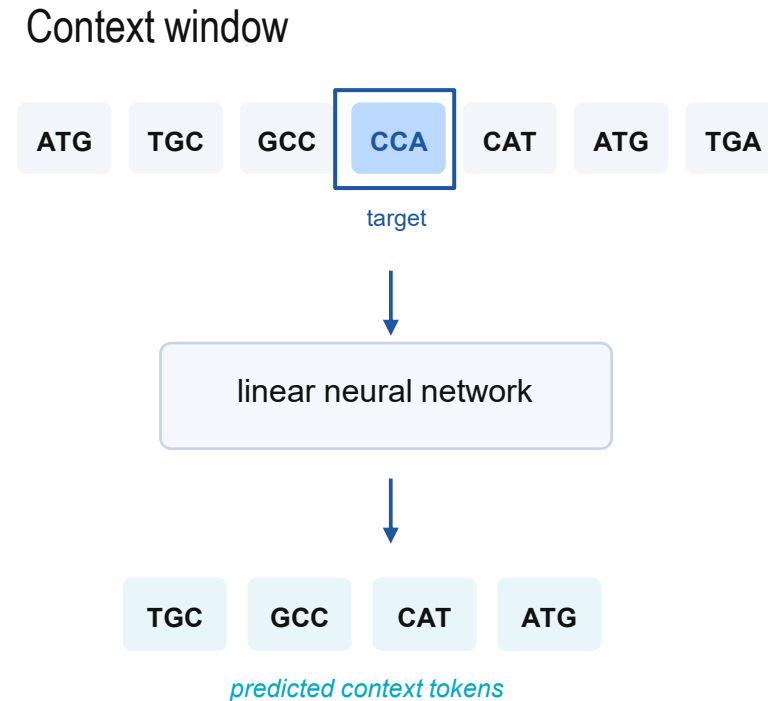 Context window
ATG TGC GCC CCA CAT ATG TGA
target
linear neural network
TGC GCC CAT ATG
predicted context tokens